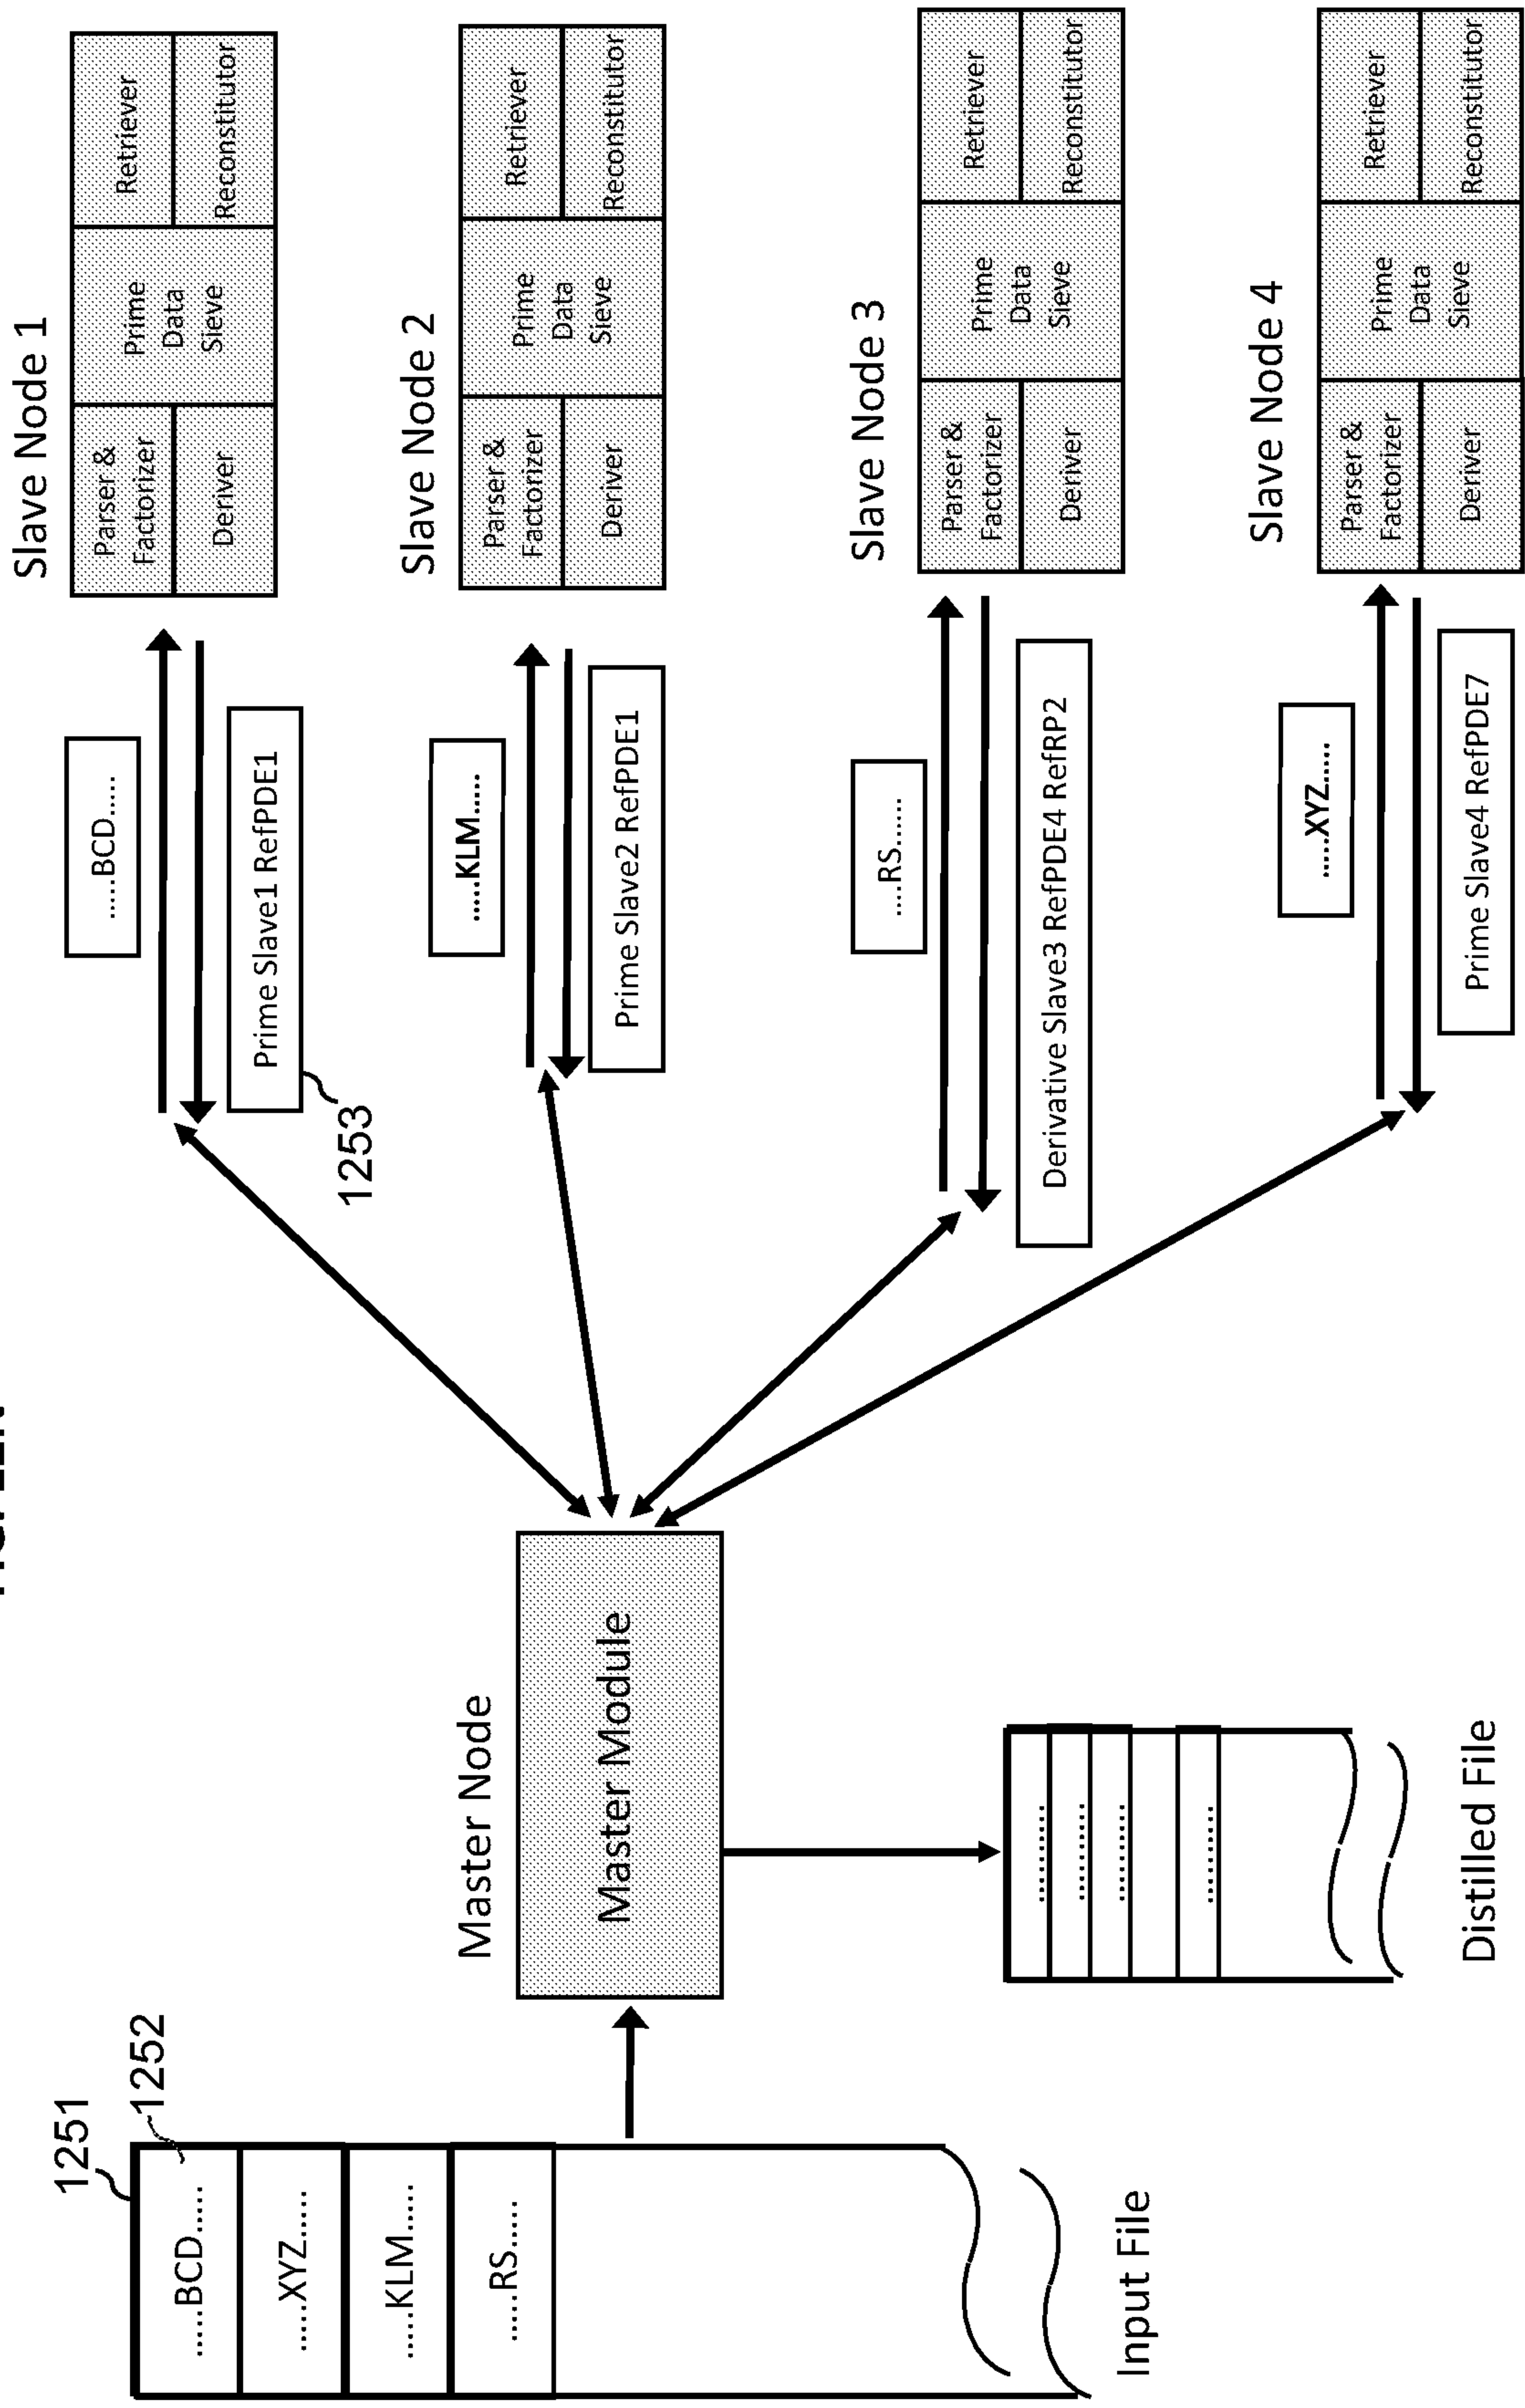 1251
1252
.....BCD.....
......XYZ.....
......KLM.....
.....RS.....
Input File
Master Node
Master Module
..........
..........
..........
..........
Distilled File
.....BCD.....
Prime Slave1 RefPDE1
1253
Slave Node 1
Parser &
Factorizer
Deriver
Prime
Data
Sieve
Retriever
Reconstitutor
.....KLM.....
Prime Slave2 RefPDE1
Slave Node 2
Parser &
Factorizer
Deriver
Prime
Data
Sieve
Retriever
Reconstitutor
.....RS......
Derivative Slave3 RefPDE4 RefRP2
Slave Node 3
Parser &
Factorizer
Deriver
Prime
Data
Sieve
Retriever
Reconstitutor
.....XYZ.....
Prime Slave4 RefPDE7
Slave Node 4
Parser &
Factorizer
Deriver
Prime
Data
Sieve
Retriever
Reconstitutor